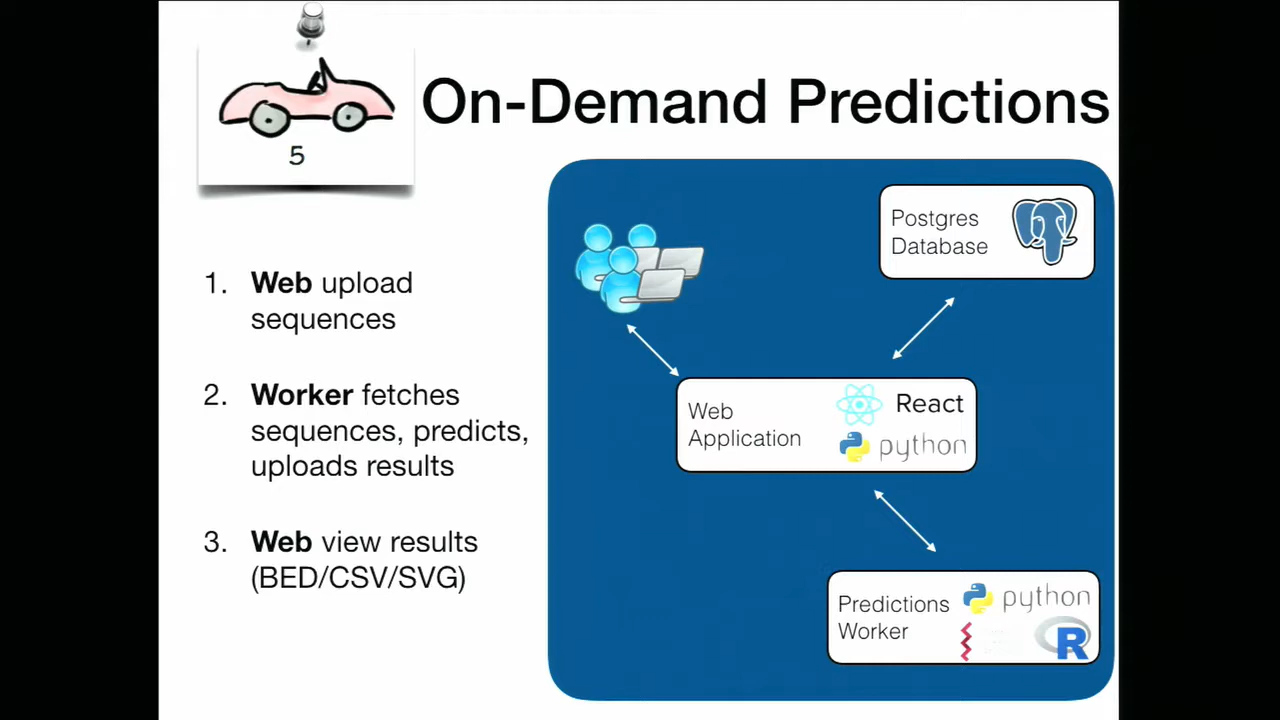 On-Demand Predictions
5
1. Web upload
sequences
2. Worker fetches
sequences, predicts,
uploads results
3. Web view results
(BED/CSV/SVG)
Postgres
Database
Web
Application
React
python
Predictions
Worker
python
R